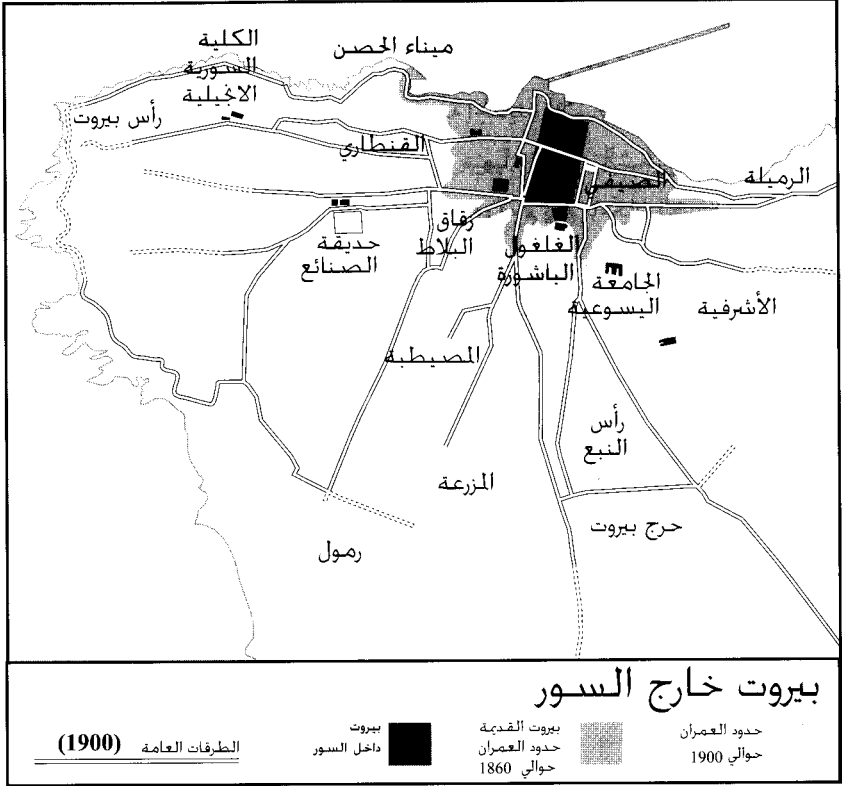 الكلية
السورية
الانجيلية
ميناء الحصن
رأس بيروت
القنطاري
الصيفي
الرميلة
حديقة
الصنائع
زقاق
البلاط
الغلغول
الباشورة
الجامعة
اليسوعية
الأشرفية
المصيطبة
رأس
النبع
المزرعة
حرج بيروت
رمول
بيروت خارج السور
حدود العمران
حوالي 1900
بيروت القديمة
حدود العمران
حوالي 1860
بيروت
داخل السور
الطرقات العامة (1900)